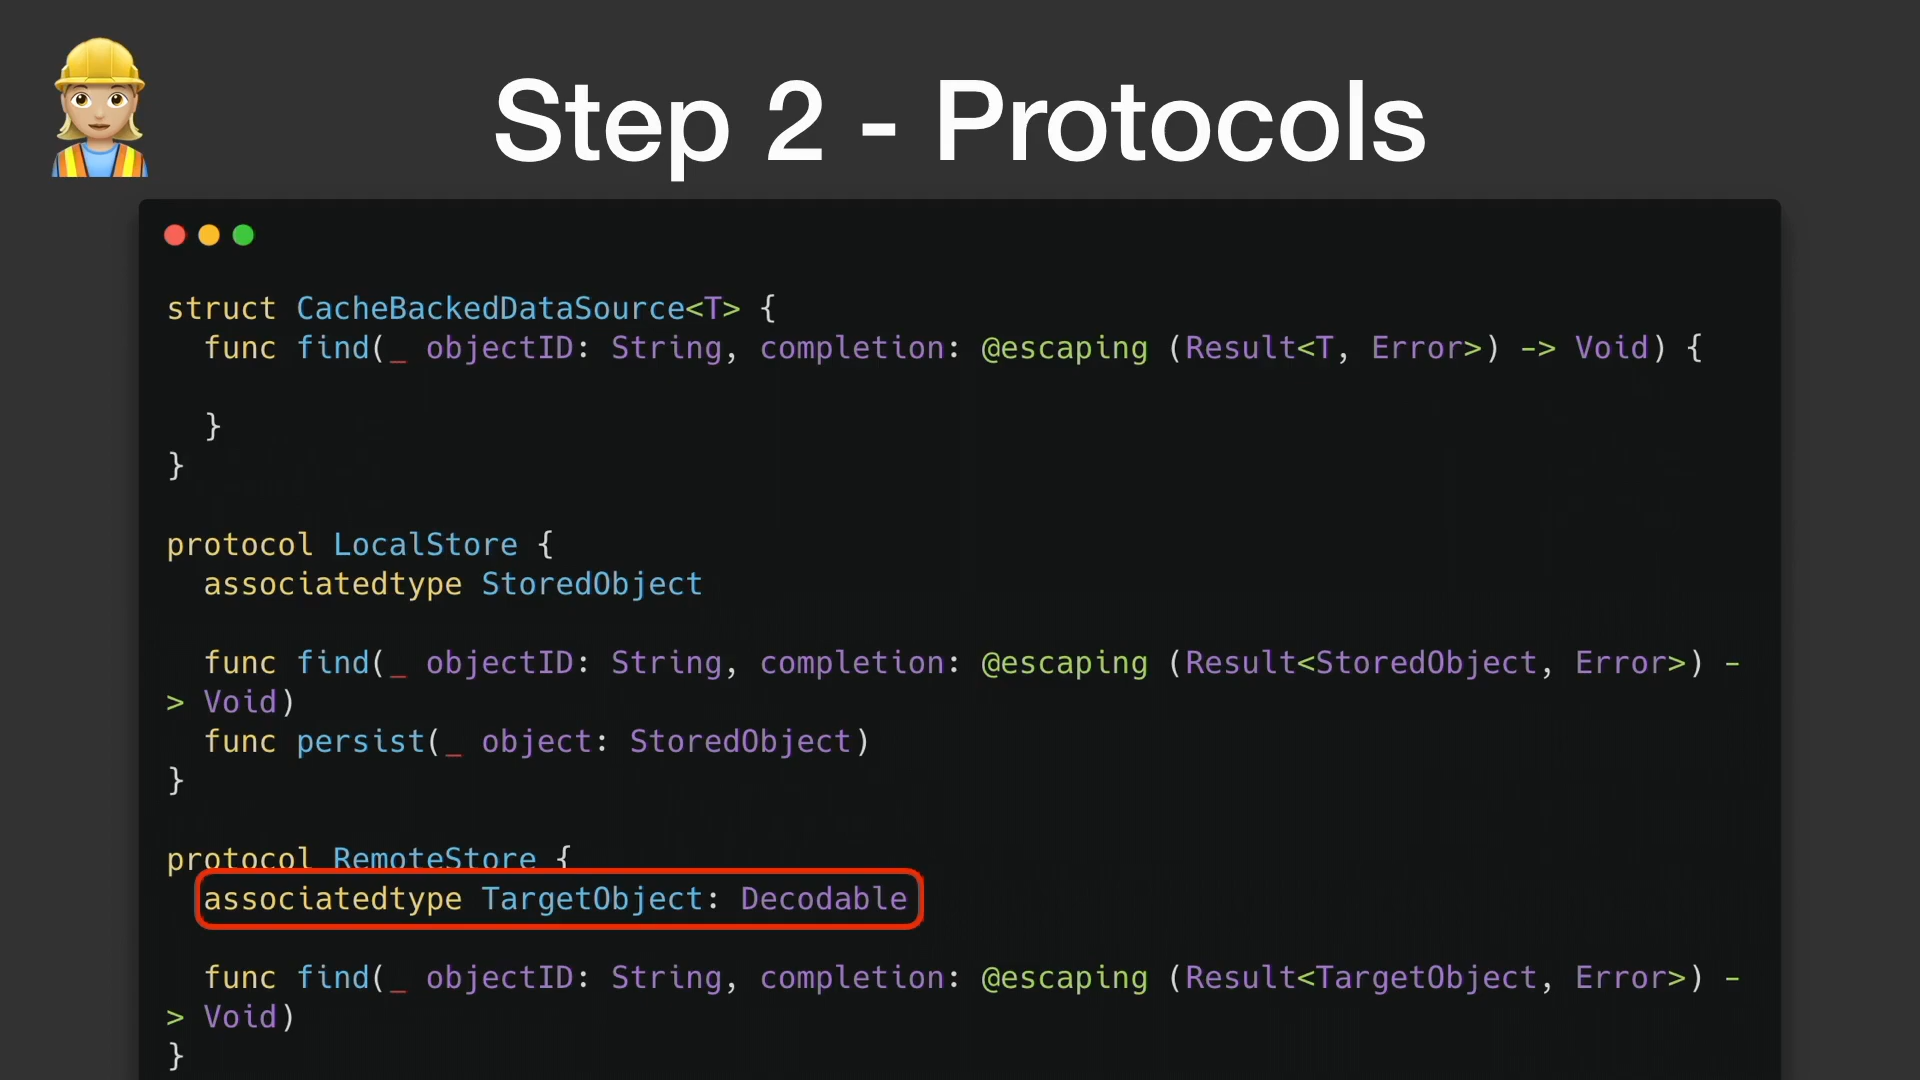 Step 2 - Protocols
struct CacheBackedDataSource<T> {
  func find(_ objectID: String, completion: @escaping (Result<T, Error>) -> Void) {
  }
}
protocol LocalStore {
  associatedtype StoredObject
  func find(_ objectID: String, completion: @escaping (Result<StoredObject, Error>) -
> Void)
  func persist(_ object: StoredObject)
}
protocol RemoteStore {
  associatedtype TargetObject: Decodable
  func find(_ objectID: String, completion: @escaping (Result<TargetObject, Error>) -
> Void)
}